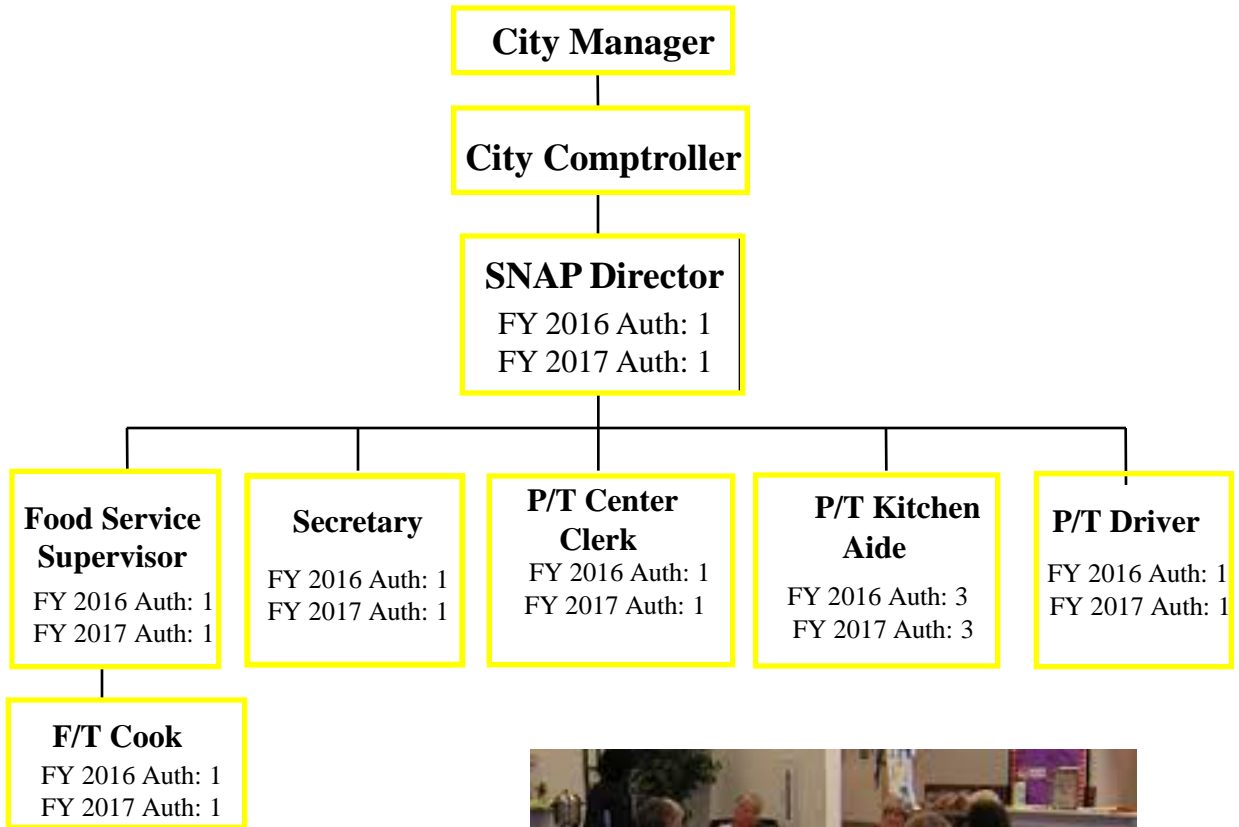 City Manager
City Comptroller
SNAP Director
FY 2016 Auth: 1
FY 2017 Auth: 1
Food Service
Supervisor
FY 2016 Auth: 1
FY 2017 Auth: 1
Secretary
FY 2016 Auth: 1
FY 2017 Auth: 1
P/T Center
Clerk
FY 2016 Auth: 1
FY 2017 Auth: 1
P/T Kitchen
Aide
FY 2016 Auth: 3
FY 2017 Auth: 3
P/T Driver
FY 2016 Auth: 1
FY 2017 Auth: 1
F/T Cook
FY 2016 Auth: 1
FY 2017 Auth: 1